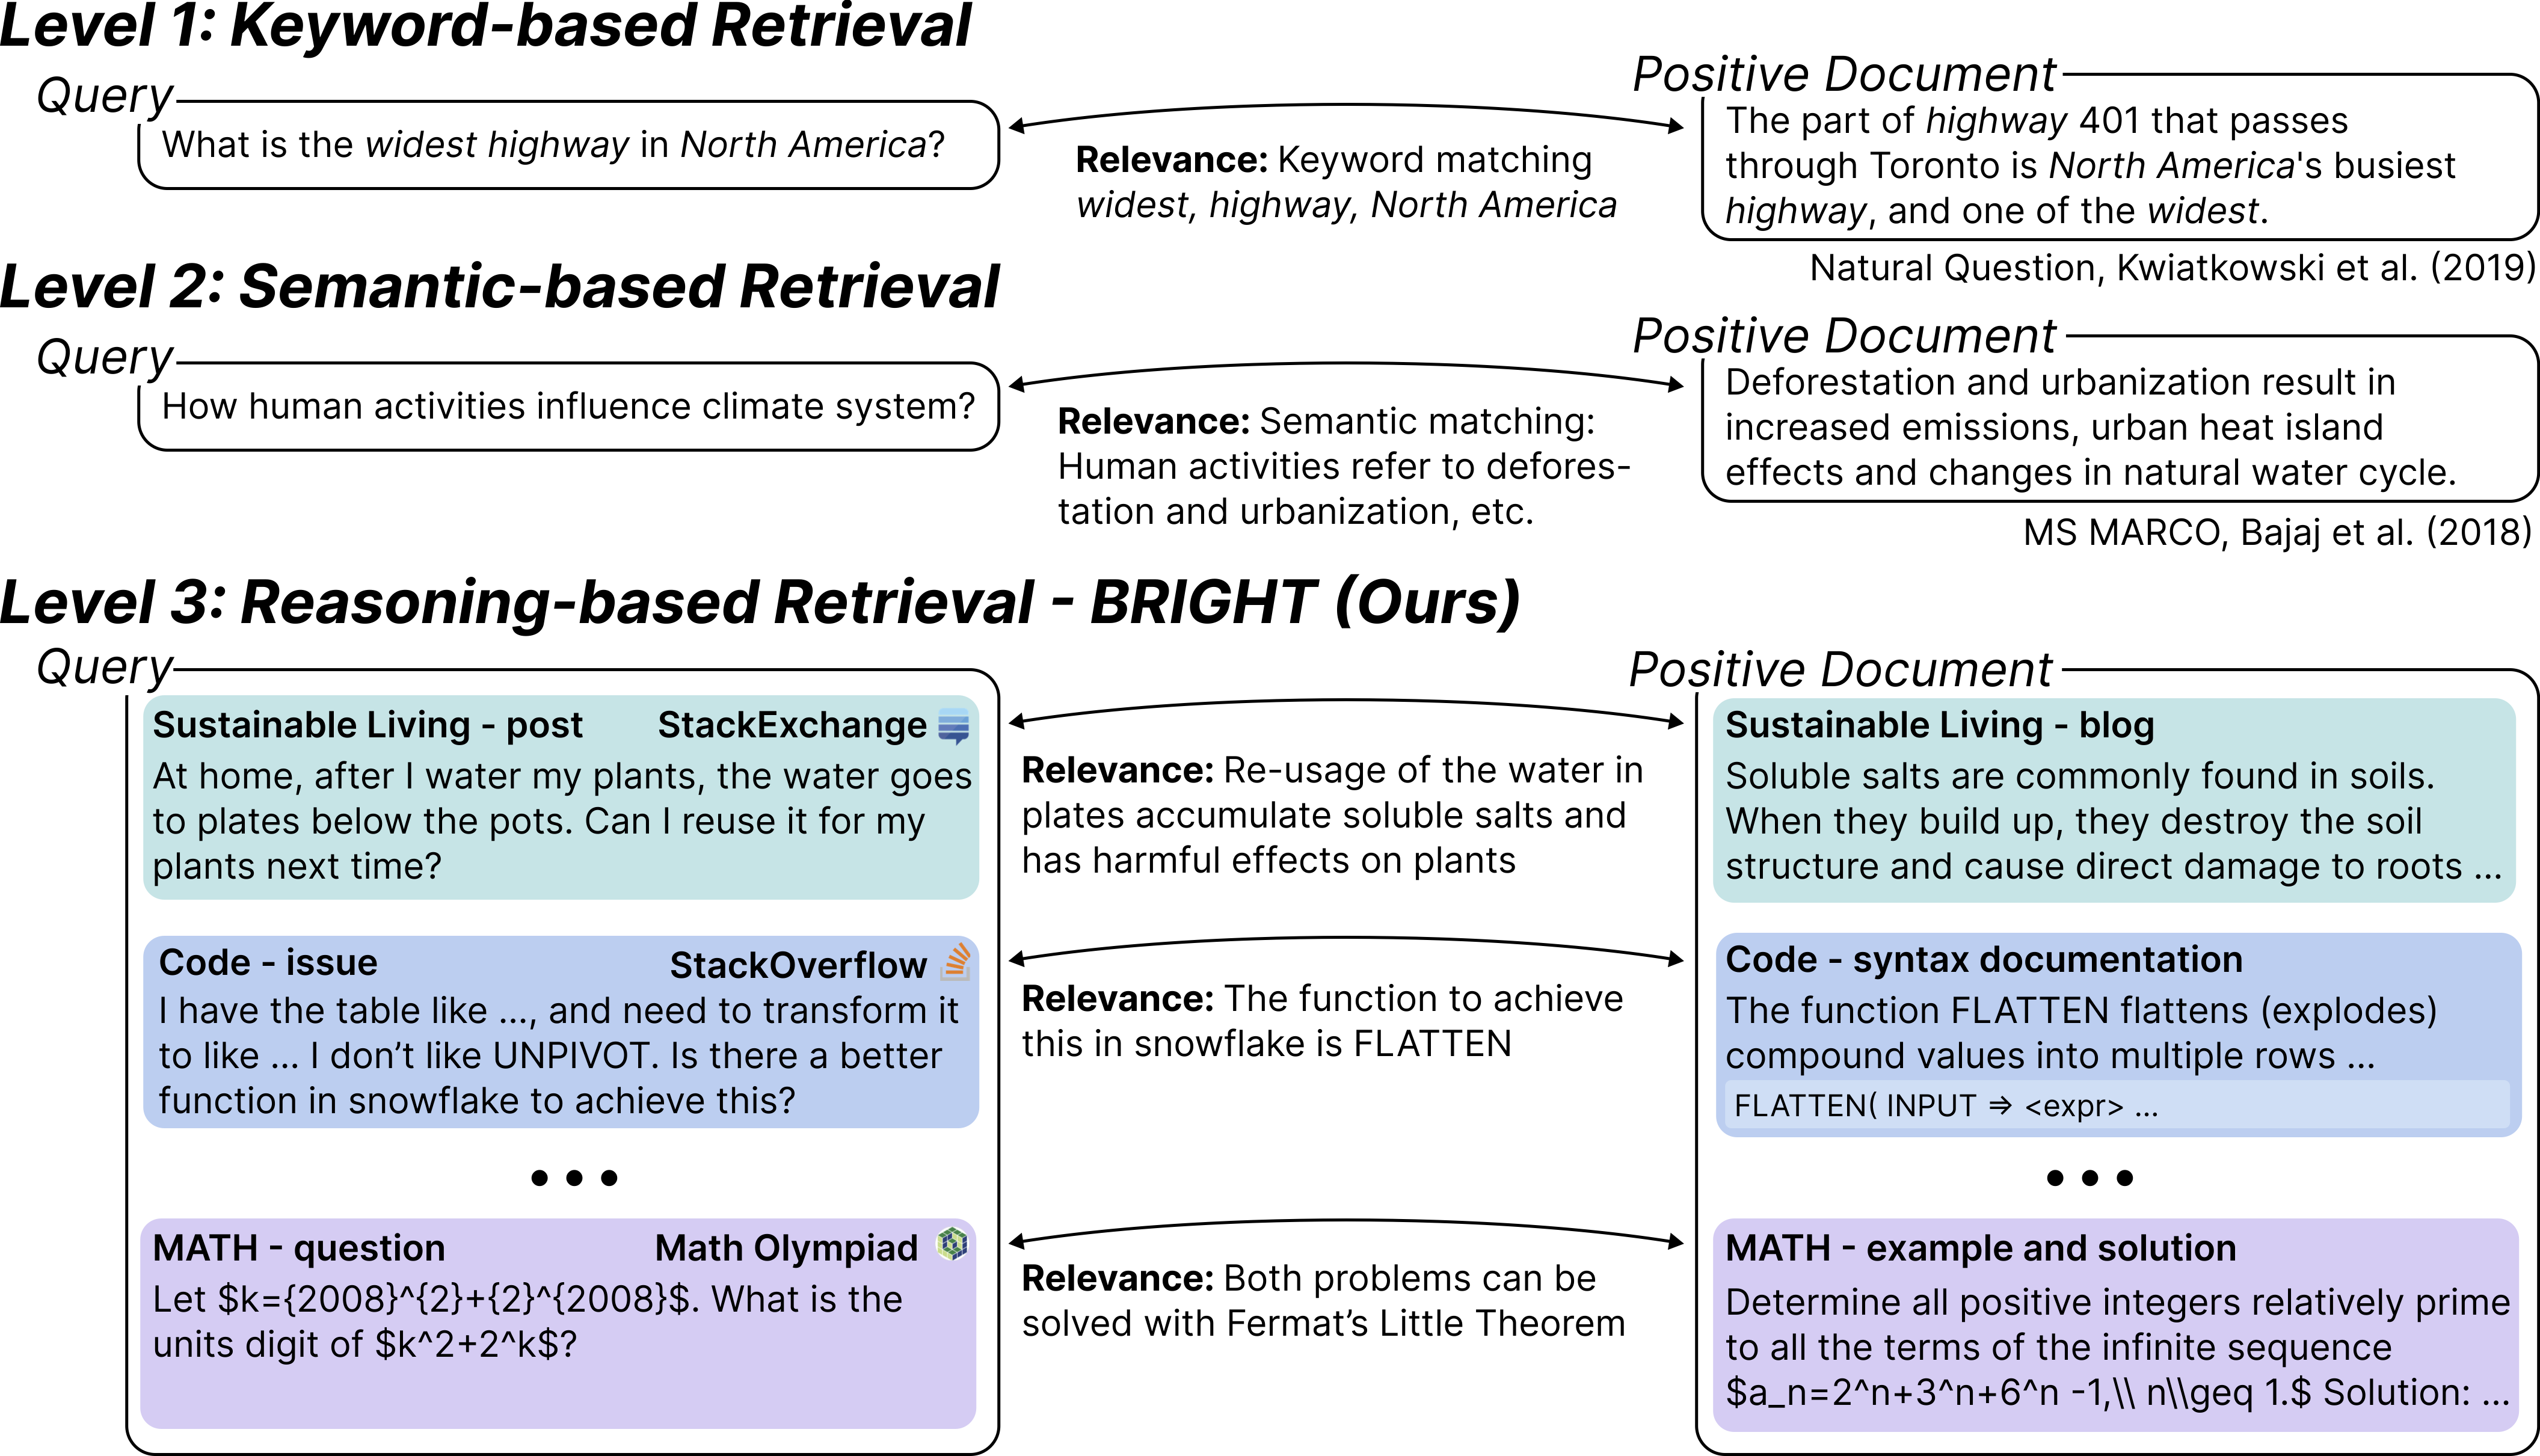 Level 1: Keyword-based Retrieval
Query
What is the widest highway in North America?
Relevance: Keyword matching
widest, highway, North America
Positive Document
The part of highway 401 that passes
through Toronto is North America's busiest
highway, and one of the widest.
Natural Question, Kwiatkowski et al. (2019)
Level 2: Semantic-based Retrieval
Query
How human activities influence climate system?
Relevance: Semantic matching:
Human activities refer to defores-
tation and urbanization, etc.
Positive Document
Deforestation and urbanization result in
increased emissions, urban heat island
effects and changes in natural water cycle.
MS MARCO, Bajaj et al. (2018)
Level 3: Reasoning-based Retrieval - BRIGHT (Ours)
Query
Positive Document
Sustainable Living - post StackExchange
At home, after I water my plants, the water goes
to plates below the pots. Can I reuse it for my
plants next time?
Relevance: Re-usage of the water in
plates accumulate soluble salts and
has harmful effects on plants
Sustainable Living - blog
Soluble salts are commonly found in soils.
When they build up, they destroy the soil
structure and cause direct damage to roots ...
Code - issue StackOverflow
I have the table like ..., and need to transform it
to like ... I don’t like UNPIVOT. Is there a better
function in snowflake to achieve this?
Relevance: The function to achieve
this in snowflake is FLATTEN
Code - syntax documentation
The function FLATTEN flattens (explodes)
compound values into multiple rows ...
FLATTEN( INPUT ⇒ <expr> ...
MATH - question Math Olympiad
Let $k={2008}^{2}+{2}^{2008}$. What is the
units digit of $k^2+2^k$?
Relevance: Both problems can be
solved with Fermat’s Little Theorem
MATH - example and solution
Determine all positive integers relatively prime
to all the terms of the infinite sequence
$a_n=2^n+3^n+6^n -1,\\ n\\geq 1.$ Solution: ...